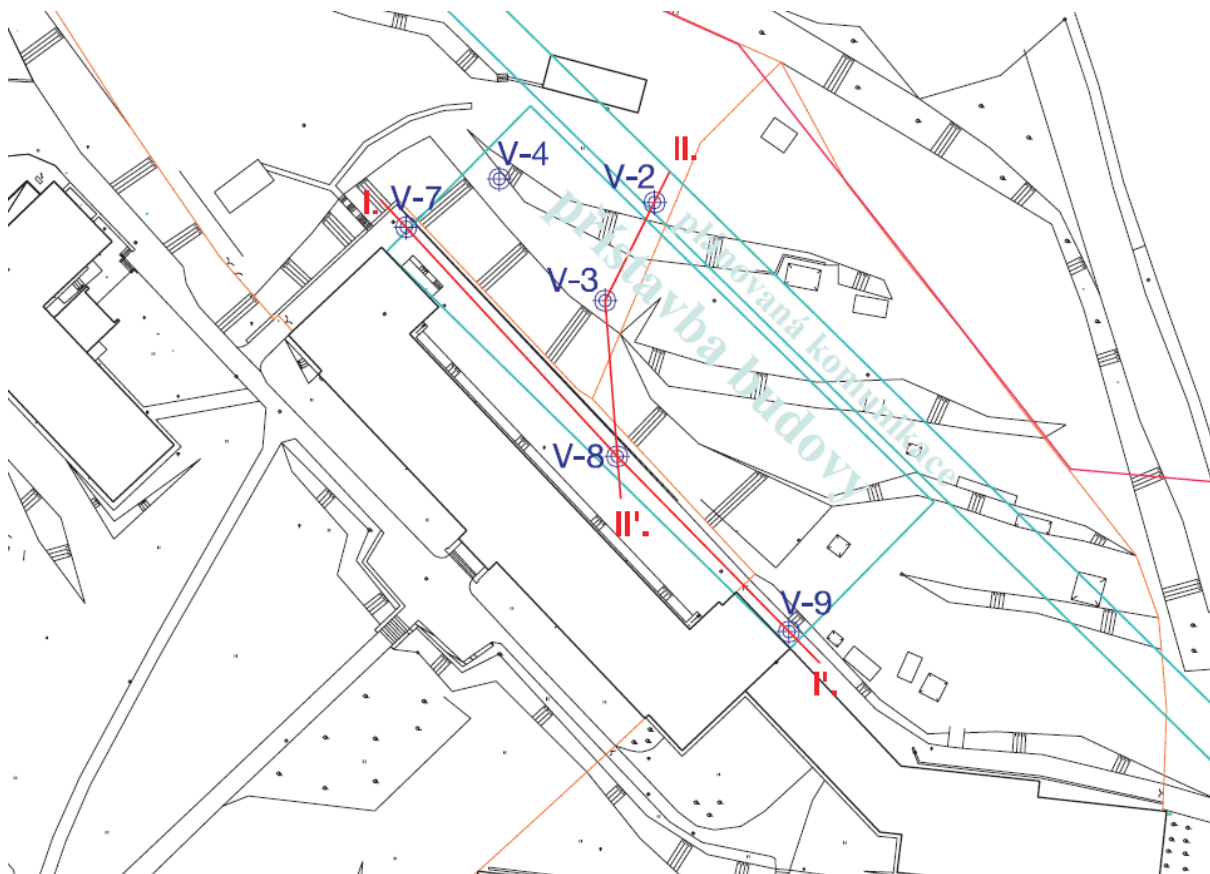 II.
V-4
V-2
I.
V-7
V-3
plánovaná komunikace
přístavba budovy
V-8
II'.
V-9
I'.